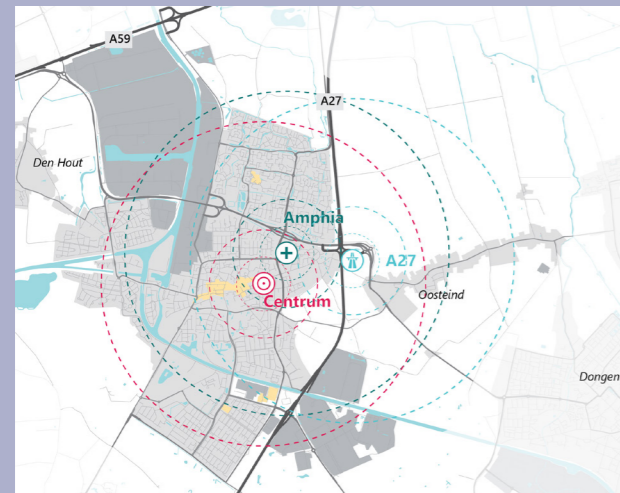 A59
A27
Den Hout
Amphia
A27
Oosteind
Centrum
Dongen